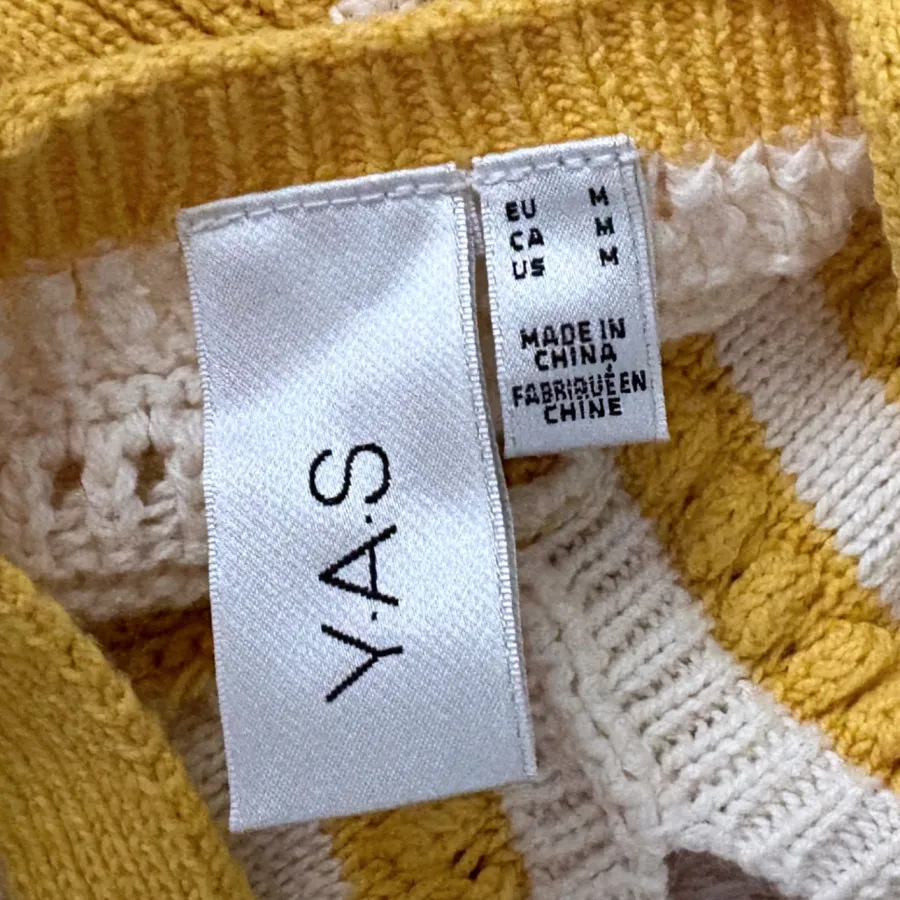 Y.A.S
EU M
CA M
US M
MADE IN
CHINA
FABRIQUÉ EN
CHINE